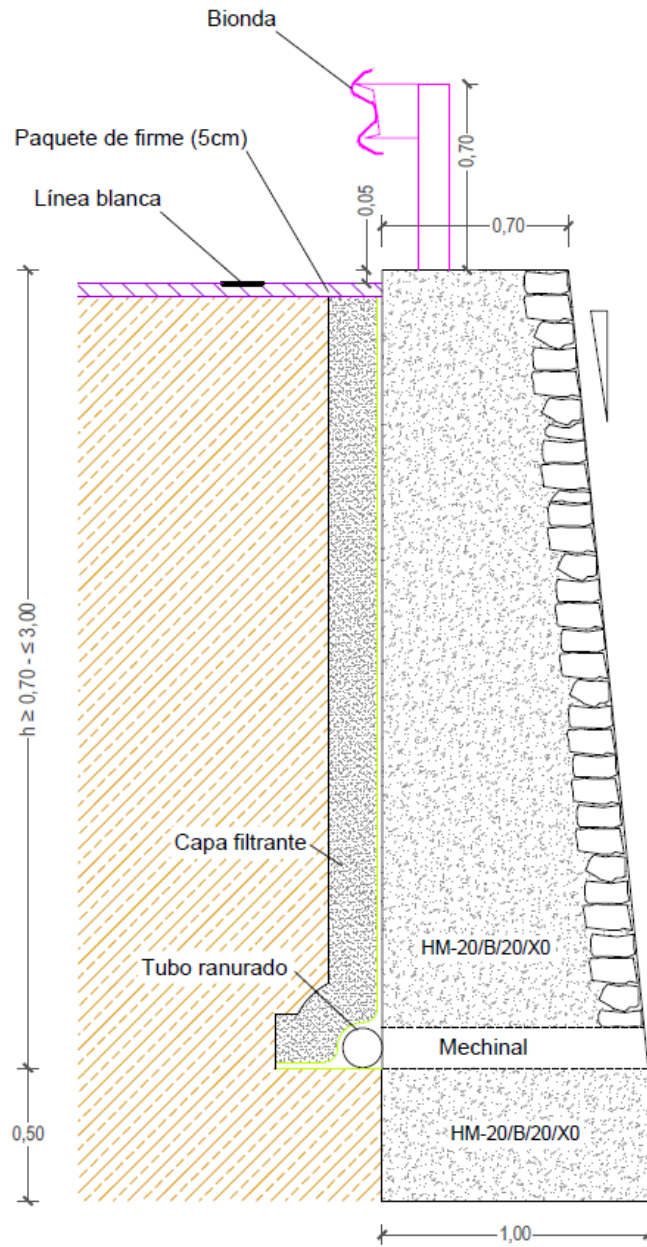 Bionda
Paquete de firme (5cm)
Línea blanca
0,05
0,70
0,70
h ≥ 0,70 - ≤ 3,00
Capa filtrante
Tubo ranurado
HM-20/B/20/X0
Mechinal
0,50
HM-20/B/20/X0
1,00